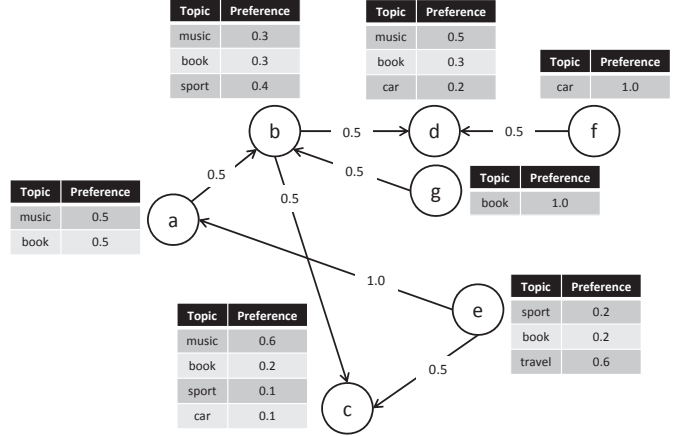 Topic Preference
music 0.3
book 0.3
sport 0.4
Topic Preference
music 0.5
book 0.3
car 0.2
Topic Preference
car 1.0
b
0.5
d
0.5
f
0.5
0.5
g
Topic Preference
book 1.0
Topic Preference
music 0.5
book 0.5
a
0.5
1.0
e
Topic Preference
sport 0.2
book 0.2
travel 0.6
Topic Preference
music 0.6
book 0.2
sport 0.1
car 0.1
0.5
c